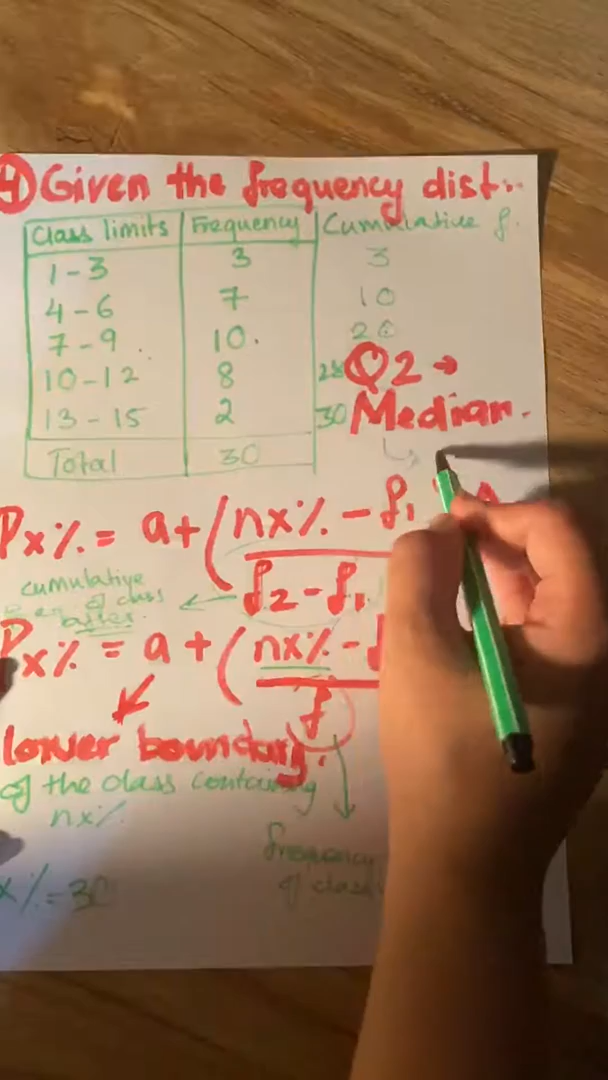 4 Given the frequency dist..
Class limits Frequency Cumulative f.
1-3 3 3
4-6 7 10
7-9 10. 20
10-12 8 28
13-15 2 30
Total 30
Q2 →
Median.
Px% = a + (nx% - f1
f2 - f1
cumulative
of class
after.
Px% = a + (nx% -
f
lower boundary.
of the class containing
nx%
frequency
of class
x% = 30